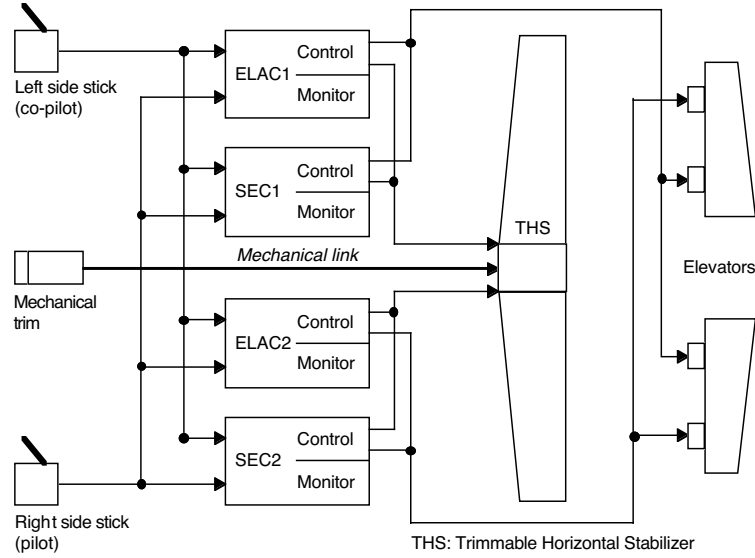 Left side stick
(co-pilot)
ELAC1
Control
Monitor
SEC1
Control
Monitor
THS
Mechanical link
Mechanical
trim
Elevators
ELAC2
Control
Monitor
SEC2
Control
Monitor
Right side stick
(pilot)
THS: Trimmable Horizontal Stabilizer